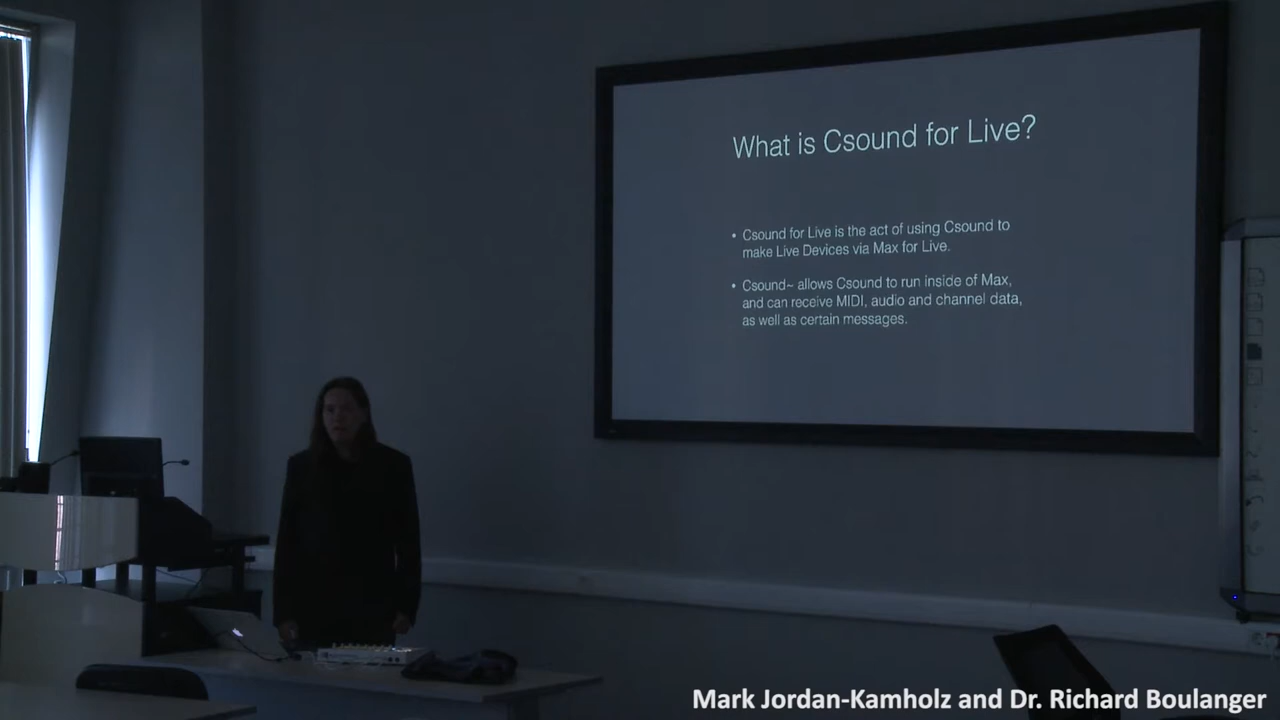 What is Csound for Live?
• Csound for Live is the act of using Csound to
make Live Devices via Max for Live.
• Csound~ allows Csound to run inside of Max,
and can receive MIDI, audio and channel data,
as well as certain messages.
Mark Jordan-Kamholz and Dr. Richard Boulanger